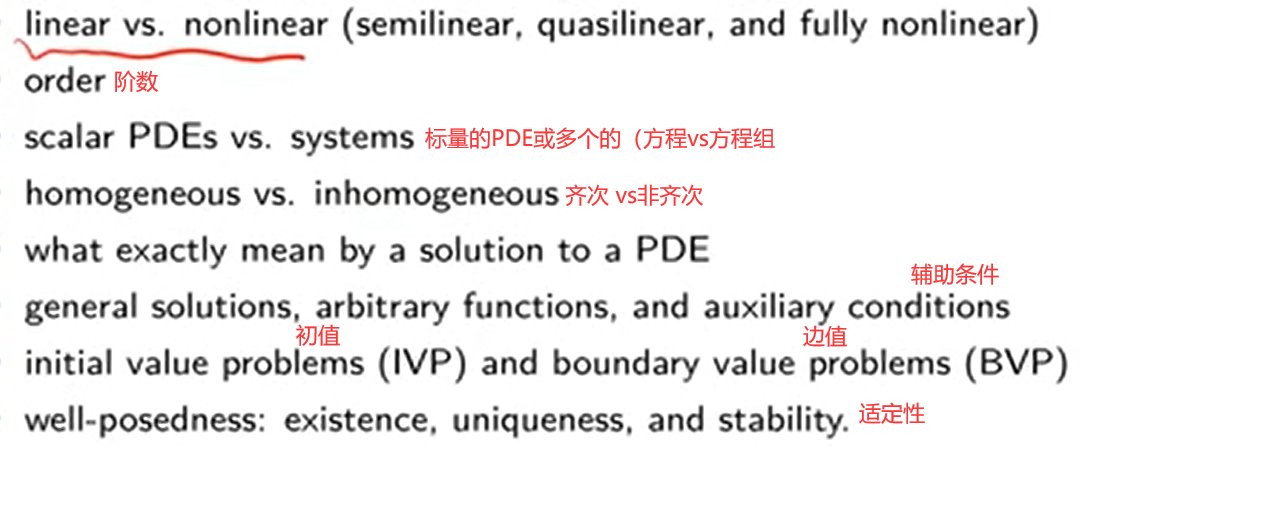 linear vs. nonlinear (semilinear, quasilinear, and fully nonlinear)
order 阶数
scalar PDEs vs. systems 标量的PDE或多个的（方程vs方程组
homogeneous vs. inhomogeneous 齐次 vs非齐次
what exactly mean by a solution to a PDE
辅助条件
general solutions, arbitrary functions, and auxiliary conditions
初值 边值
initial value problems (IVP) and boundary value problems (BVP)
well-posedness: existence, uniqueness, and stability. 适定性